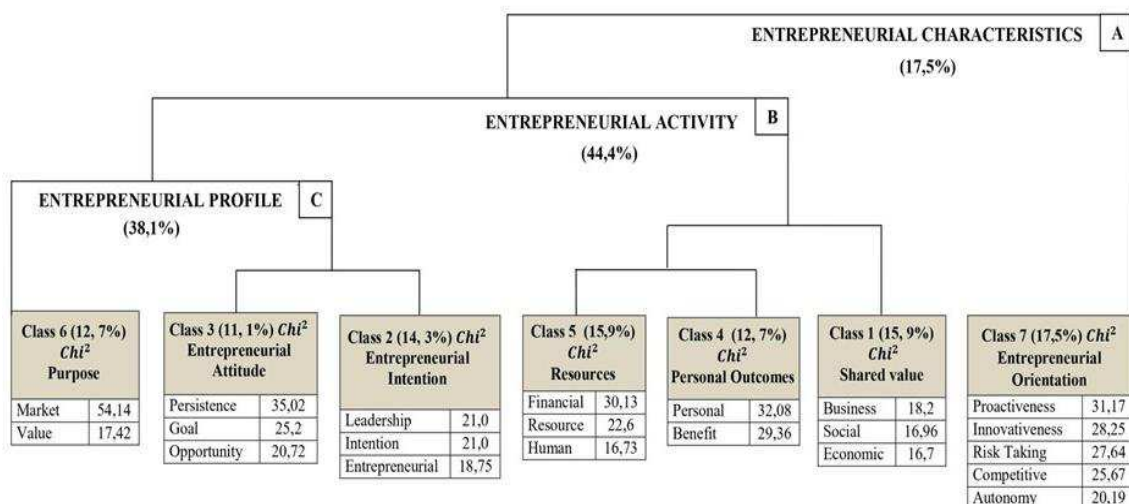 ENTREPRENEURIAL CHARACTERISTICS
A
(17,5%)
ENTREPRENEURIAL ACTIVITY
B
(44,4%)
ENTREPRENEURIAL PROFILE
C
(38,1%)
Class 6 (12, 7%)
Chi²
Purpose
Market 54,14
Value 17,42
Class 3 (11, 1%) Chi²
Entrepreneurial
Attitude
Persistence 35,02
Goal 25,2
Opportunity 20,72
Class 2 (14, 3%) Chi²
Entrepreneurial
Intention
Leadership 21,0
Intention 21,0
Entrepreneurial 18,75
Class 5 (15,9%)
Chi²
Resources
Financial 30,13
Resource 22,6
Human 16,73
Class 4 (12, 7%)
Chi²
Personal Outcomes
Personal 32,08
Benefit 29,36
Class 1 (15, 9%)
Chi²
Shared value
Business 18,2
Social 16,96
Economic 16,7
Class 7 (17,5%) Chi²
Entrepreneurial
Orientation
Proactiveness 31,17
Innovativeness 28,25
Risk Taking 27,64
Competitive 25,67
Autonomy 20,19